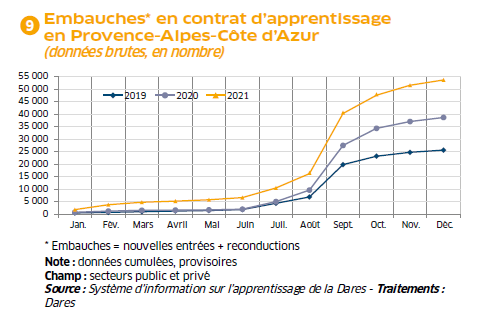 9 Embauches* en contrat d'apprentissage
en Provence-Alpes-Côte d'Azur
(données brutes, en nombre)
55 000
50 000
45 000
40 000
35 000
30 000
25 000
20 000
15 000
10 000
5 000
0
2019 2020 2021
Jan. Fév. Mars Avril Mai Juin Juil. Août Sept. Oct. Nov. Déc.
* Embauches = nouvelles entrées + reconductions
Note : données cumulées, provisoires
Champ : secteurs public et privé
Source : Système d'information sur l'apprentissage de la Dares - Traitements :
Dares